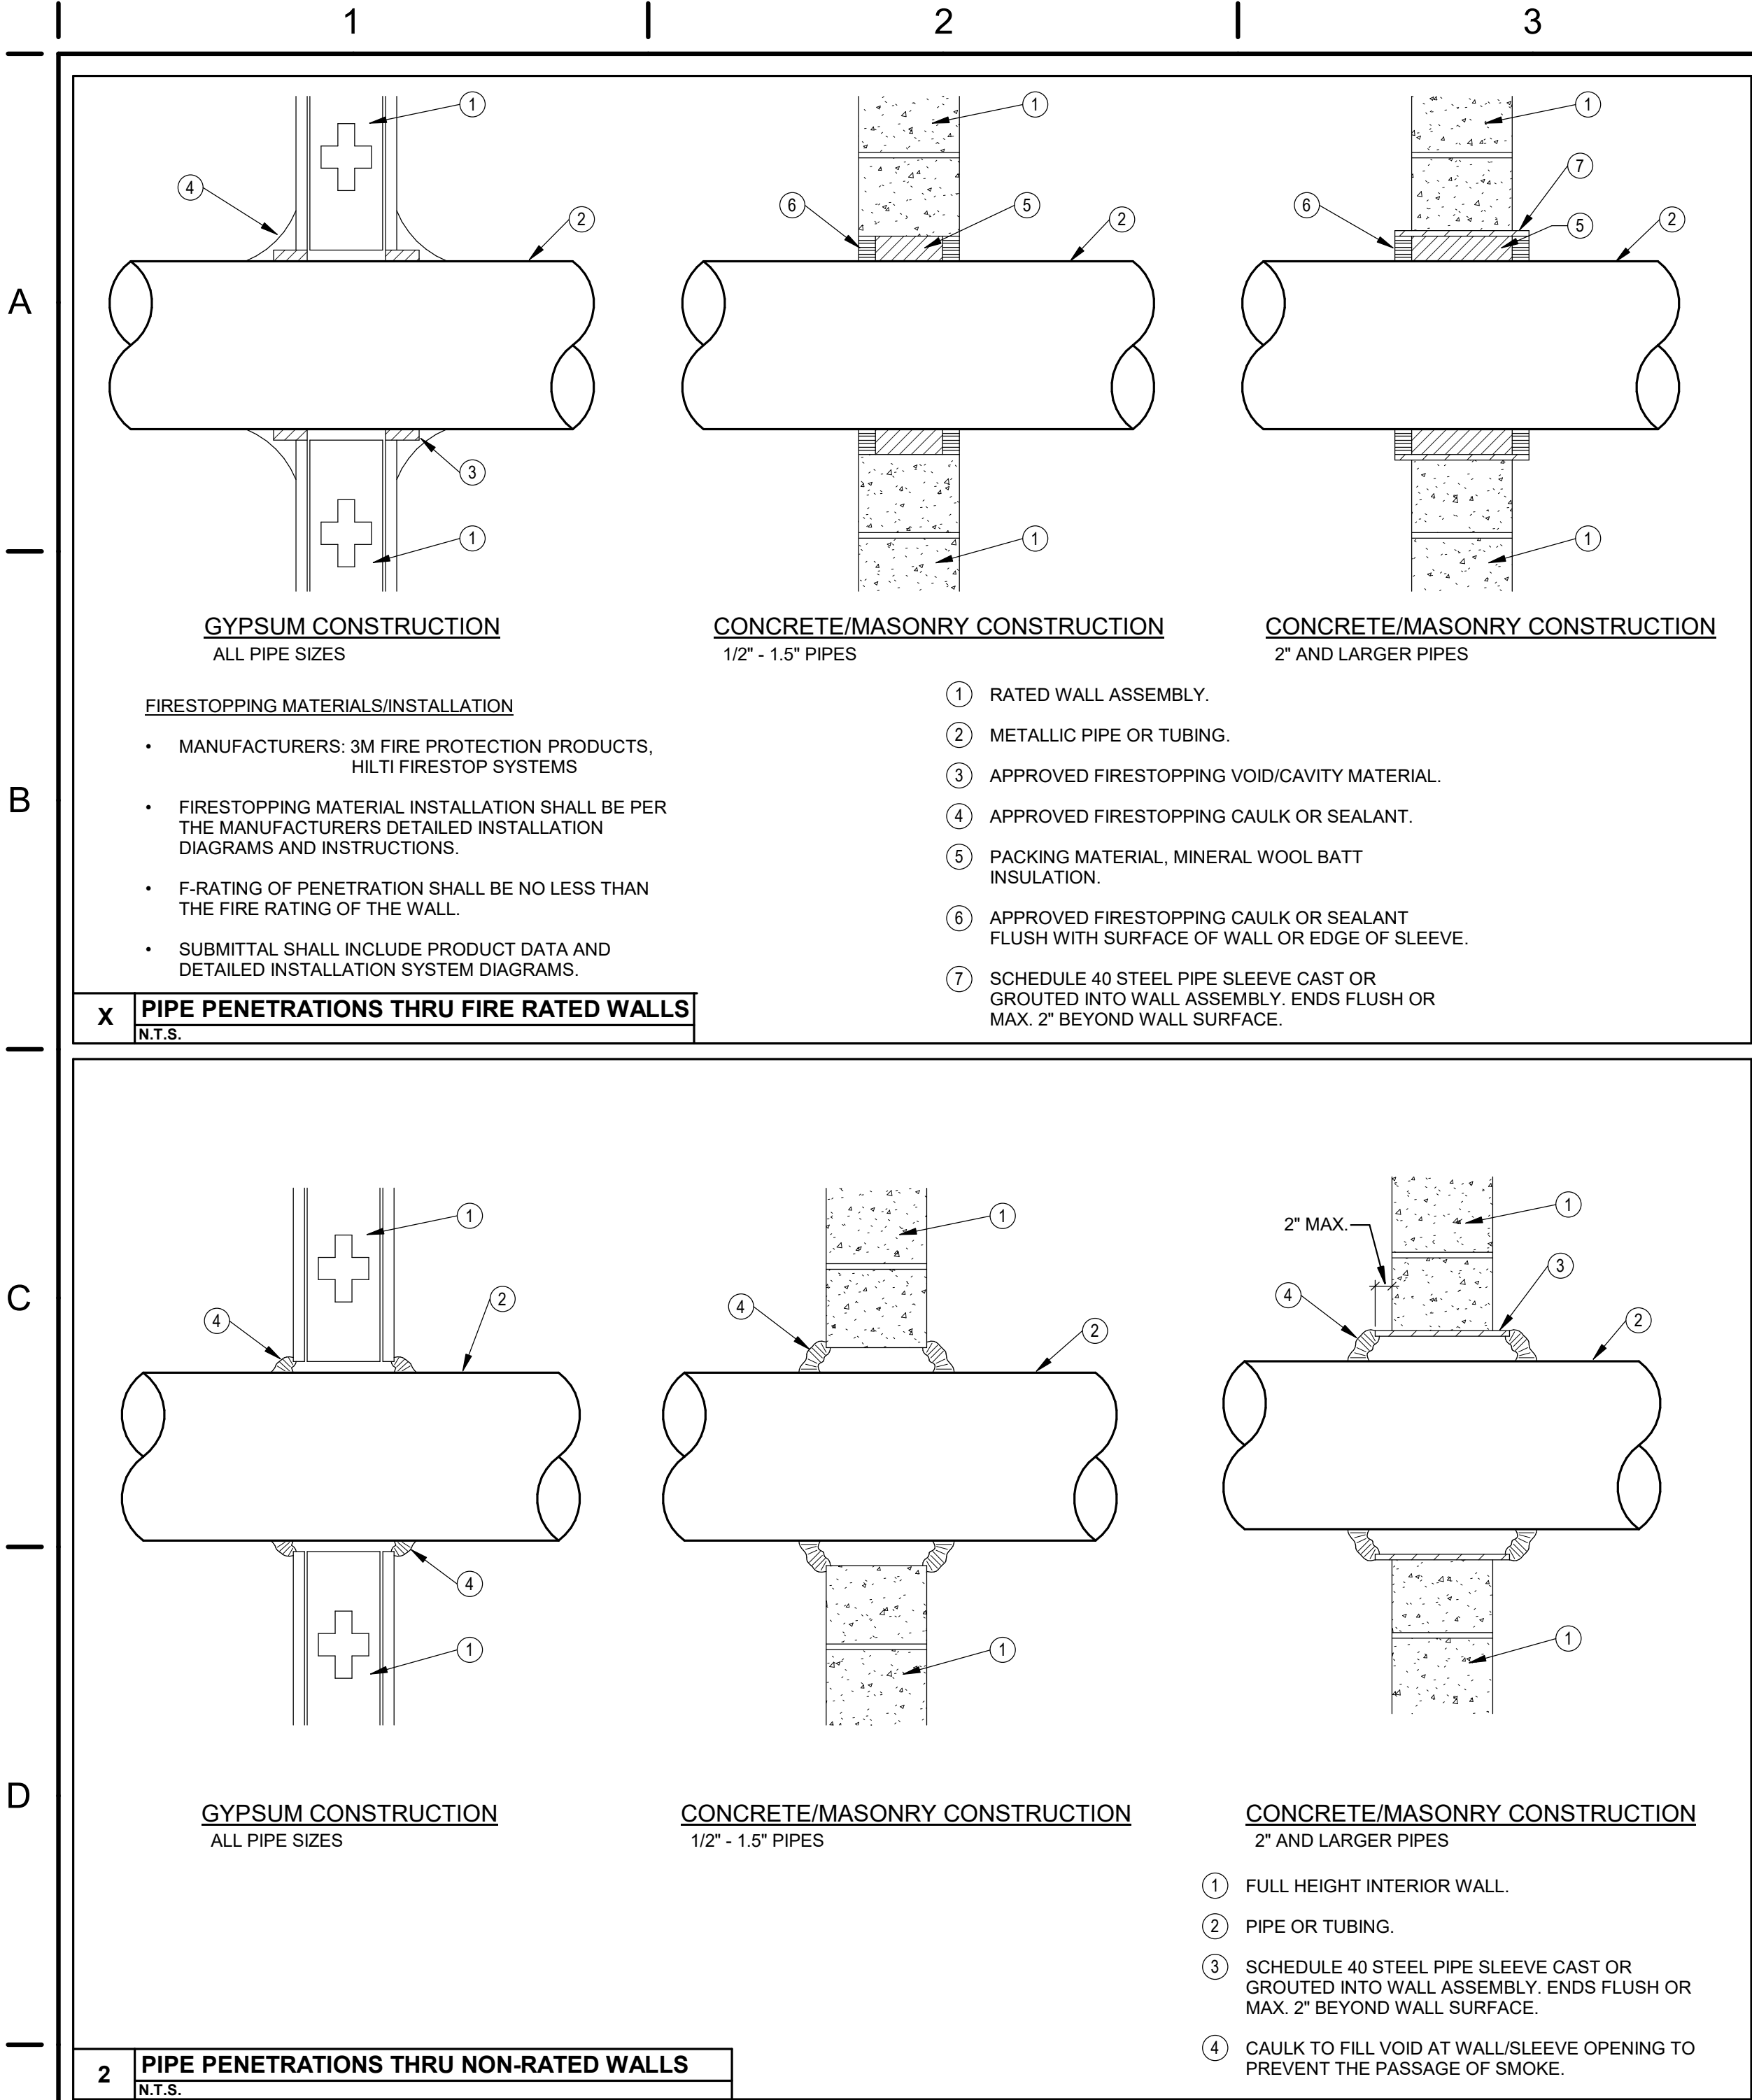 1
2
3
A
B
C
D
1
4
2
3
1
1
6
5
2
1
1
7
6
5
2
1
GYPSUM CONSTRUCTION
ALL PIPE SIZES
CONCRETE/MASONRY CONSTRUCTION
1/2" - 1.5" PIPES
CONCRETE/MASONRY CONSTRUCTION
2" AND LARGER PIPES
FIRESTOPPING MATERIALS/INSTALLATION
• MANUFACTURERS: 3M FIRE PROTECTION PRODUCTS,
HILTI FIRESTOP SYSTEMS
• FIRESTOPPING MATERIAL INSTALLATION SHALL BE PER
THE MANUFACTURERS DETAILED INSTALLATION
DIAGRAMS AND INSTRUCTIONS.
• F-RATING OF PENETRATION SHALL BE NO LESS THAN
THE FIRE RATING OF THE WALL.
• SUBMITTAL SHALL INCLUDE PRODUCT DATA AND
DETAILED INSTALLATION SYSTEM DIAGRAMS.
1 RATED WALL ASSEMBLY.
2 METALLIC PIPE OR TUBING.
3 APPROVED FIRESTOPPING VOID/CAVITY MATERIAL.
4 APPROVED FIRESTOPPING CAULK OR SEALANT.
5 PACKING MATERIAL, MINERAL WOOL BATT
INSULATION.
6 APPROVED FIRESTOPPING CAULK OR SEALANT
FLUSH WITH SURFACE OF WALL OR EDGE OF SLEEVE.
7 SCHEDULE 40 STEEL PIPE SLEEVE CAST OR
GROUTED INTO WALL ASSEMBLY. ENDS FLUSH OR
MAX. 2" BEYOND WALL SURFACE.
X PIPE PENETRATIONS THRU FIRE RATED WALLS
N.T.S.
1
4
2
4
1
1
4
2
1
2" MAX.
1
3
4
2
1
GYPSUM CONSTRUCTION
ALL PIPE SIZES
CONCRETE/MASONRY CONSTRUCTION
1/2" - 1.5" PIPES
CONCRETE/MASONRY CONSTRUCTION
2" AND LARGER PIPES
1 FULL HEIGHT INTERIOR WALL.
2 PIPE OR TUBING.
3 SCHEDULE 40 STEEL PIPE SLEEVE CAST OR
GROUTED INTO WALL ASSEMBLY. ENDS FLUSH OR
MAX. 2" BEYOND WALL SURFACE.
4 CAULK TO FILL VOID AT WALL/SLEEVE OPENING TO
PREVENT THE PASSAGE OF SMOKE.
2 PIPE PENETRATIONS THRU NON-RATED WALLS
N.T.S.